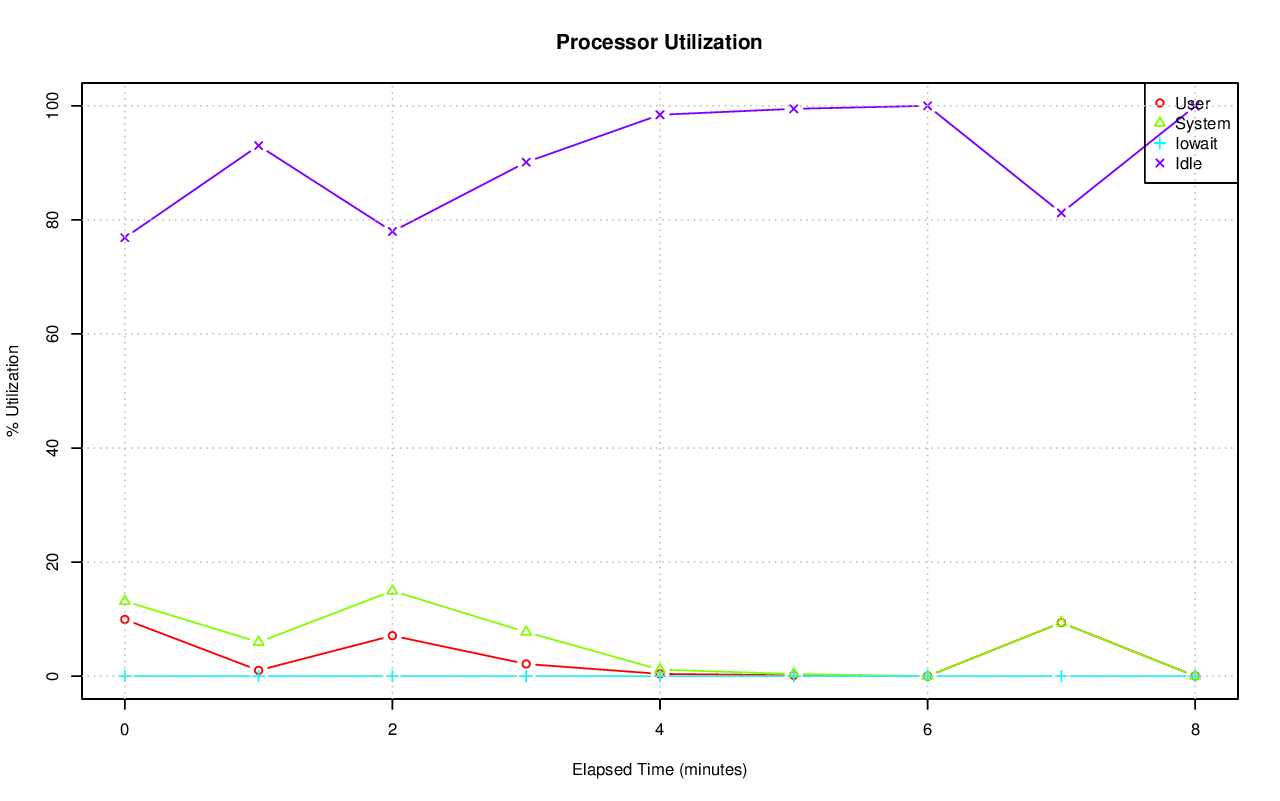 Processor Utilization
100
80
60
40
20
0
% Utilization
User
System
Iowait
Idle
0 2 4 6 8
Elapsed Time (minutes)